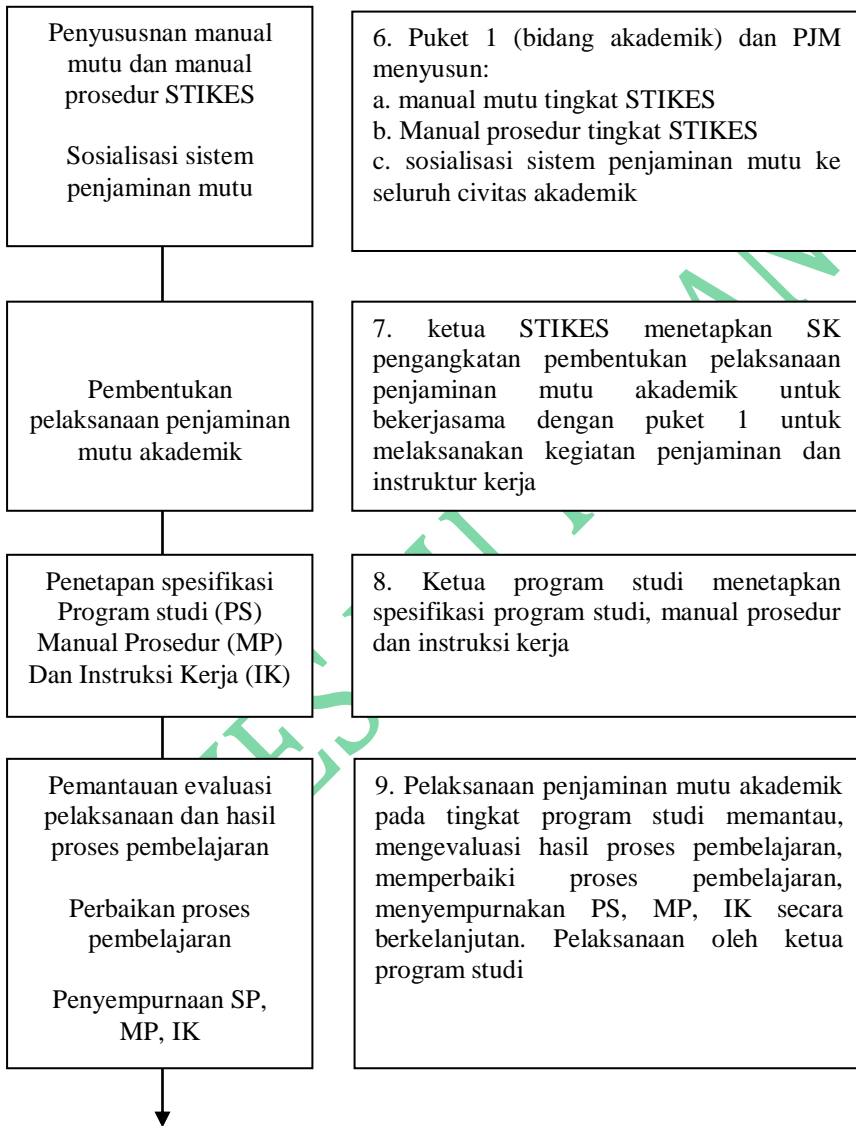 Penyususnan manual
mutu dan manual
prosedur STIKES
Sosialisasi sistem
penjaminan mutu
6. Puket 1 (bidang akademik) dan PJM
menyusun:
a. manual mutu tingkat STIKES
b. Manual prosedur tingkat STIKES
c. sosialisasi sistem penjaminan mutu ke
seluruh civitas akademik
Pembentukan
pelaksanaan penjaminan
mutu akademik
7. ketua STIKES menetapkan SK
pengangkatan pembentukan pelaksanaan
penjaminan mutu akademik untuk
bekerjasama dengan puket 1 untuk
melaksanakan kegiatan penjaminan dan
instruktur kerja
Penetapan spesifikasi
Program studi (PS)
Manual Prosedur (MP)
Dan Instruksi Kerja (IK)
8. Ketua program studi menetapkan
spesifikasi program studi, manual prosedur
dan instruksi kerja
Pemantauan evaluasi
pelaksanaan dan hasil
proses pembelajaran
Perbaikan proses
pembelajaran
Penyempurnaan SP,
MP, IK
9. Pelaksanaan penjaminan mutu akademik
pada tingkat program studi memantau,
mengevaluasi hasil proses pembelajaran,
memperbaiki proses pembelajaran,
menyempurnakan PS, MP, IK secara
berkelanjutan. Pelaksanaan oleh ketua
program studi